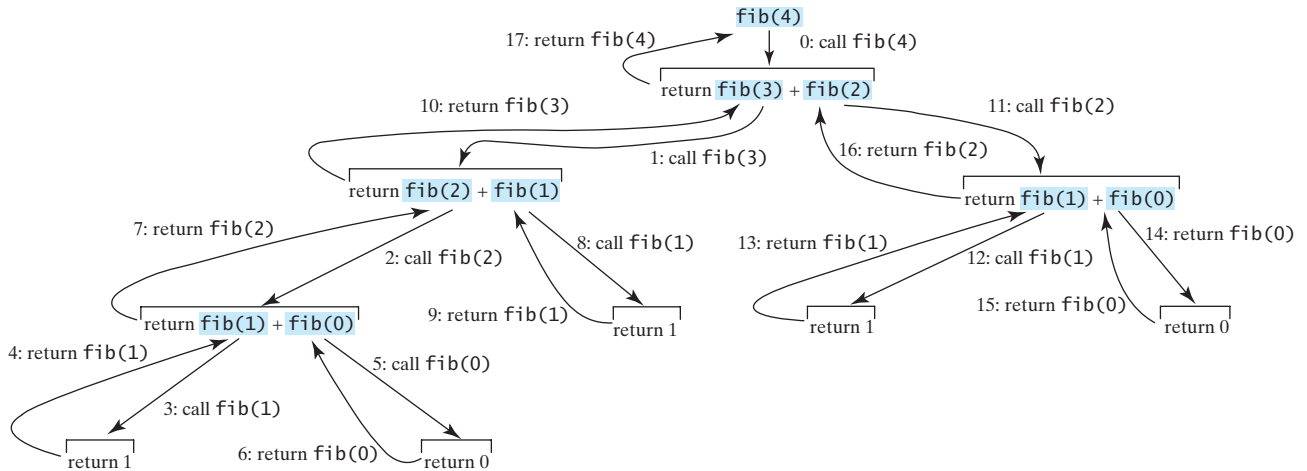 fib(4)
17: return fib(4)
0: call fib(4)
return fib(3) + fib(2)
10: return fib(3)
11: call fib(2)
1: call fib(3)
16: return fib(2)
return fib(2) + fib(1)
return fib(1) + fib(0)
7: return fib(2)
2: call fib(2)
8: call fib(1)
13: return fib(1)
12: call fib(1)
14: return fib(0)
9: return fib(1)
15: return fib(0)
return fib(1) + fib(0)
return 1
return 1
return 0
4: return fib(1)
5: call fib(0)
3: call fib(1)
6: return fib(0)
return 1
return 0